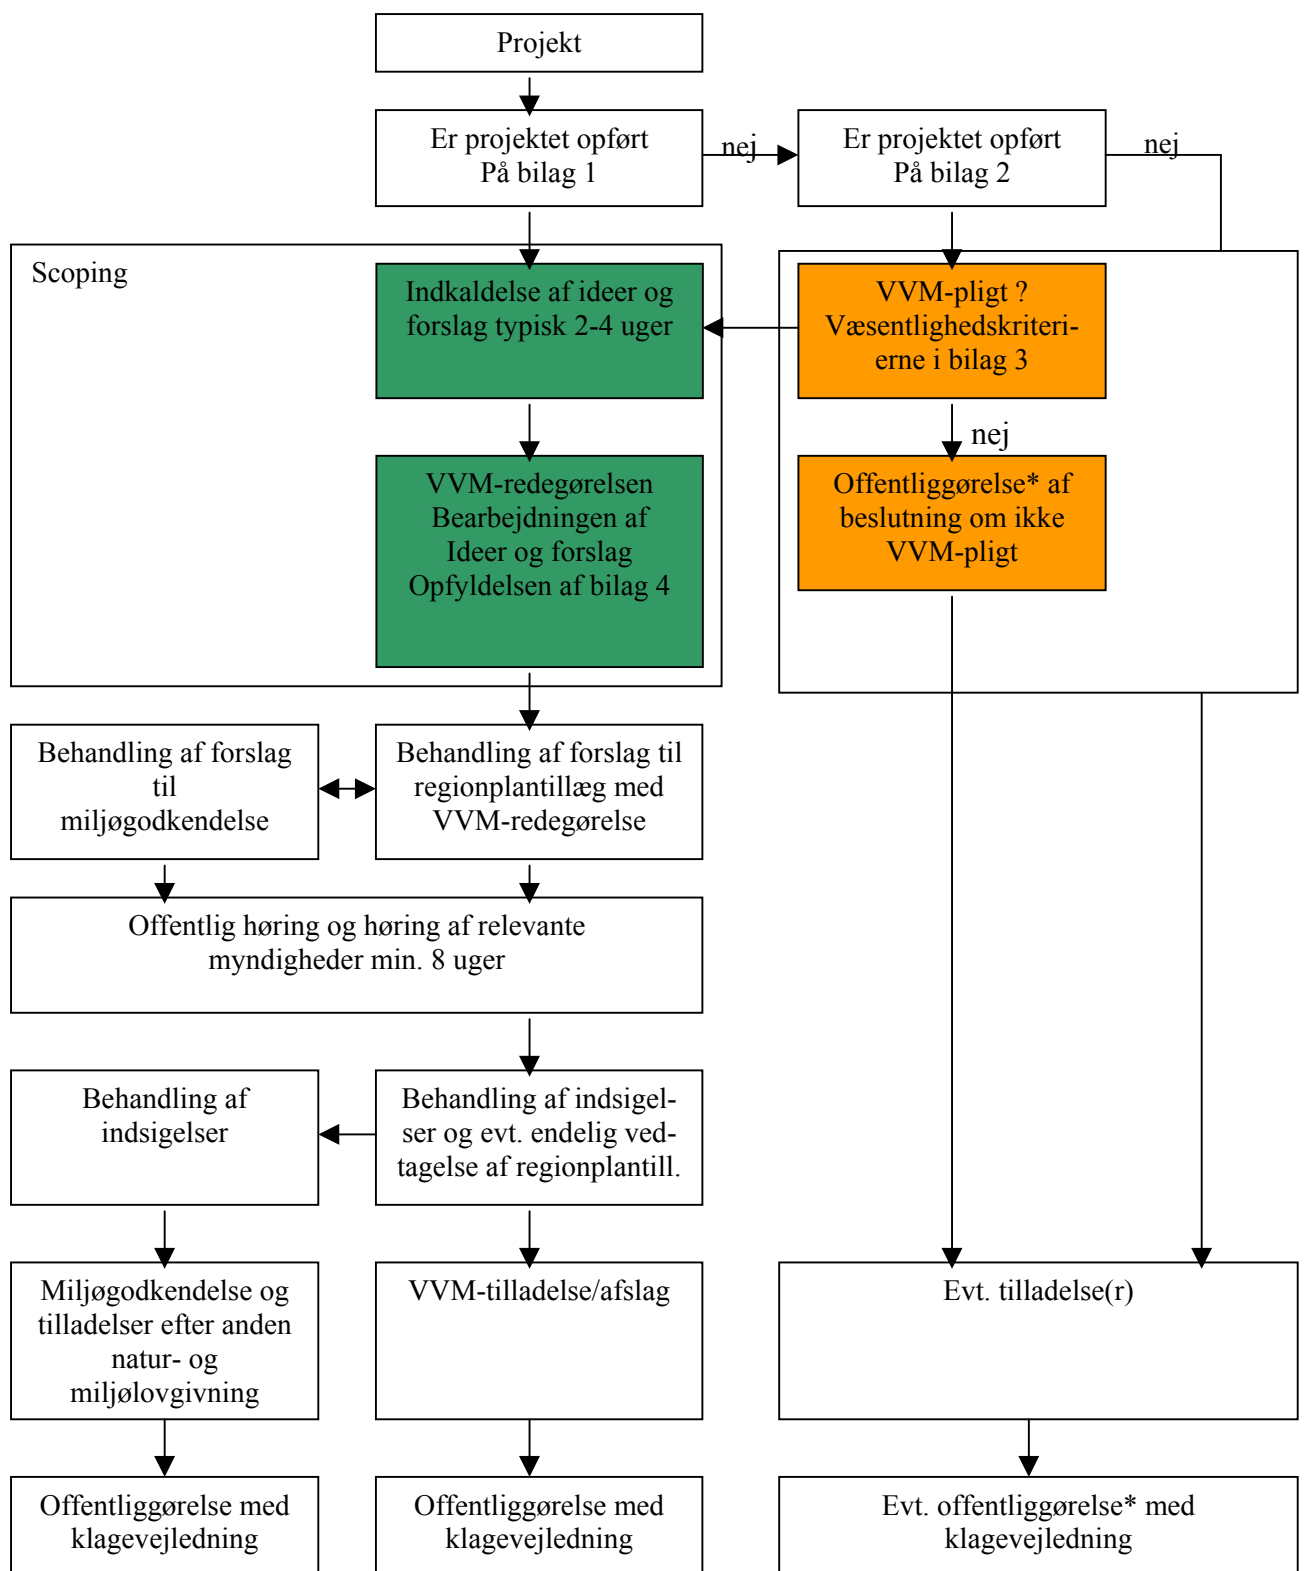 Projekt
Er projektet opført
På bilag 1
nej
Er projektet opført
På bilag 2
nej
Scoping
Indkaldelse af ideer og
forslag typisk 2-4 uger
VVM-pligt ?
Væsentlighedskriteri-
erne i bilag 3
nej
VVM-redegørelsen
Bearbejdningen af
Ideer og forslag
Opfyldelsen af bilag 4
Offentliggørelse* af
beslutning om ikke
VVM-pligt
Behandling af forslag
til
miljøgodkendelse
Behandling af forslag til
regionplantillæg med
VVM-redegørelse
Offentlig høring og høring af relevante
myndigheder min. 8 uger
Behandling af
indsigelser
Behandling af indsigel-
ser og evt. endelig ved-
tagelse af regionplantill.
Miljøgodkendelse og
tilladelser efter anden
natur- og
miljølovgivning
VVM-tilladelse/afslag
Evt. tilladelse(r)
Offentliggørelse med
klagevejledning
Offentliggørelse med
klagevejledning
Evt. offentliggørelse* med
klagevejledning